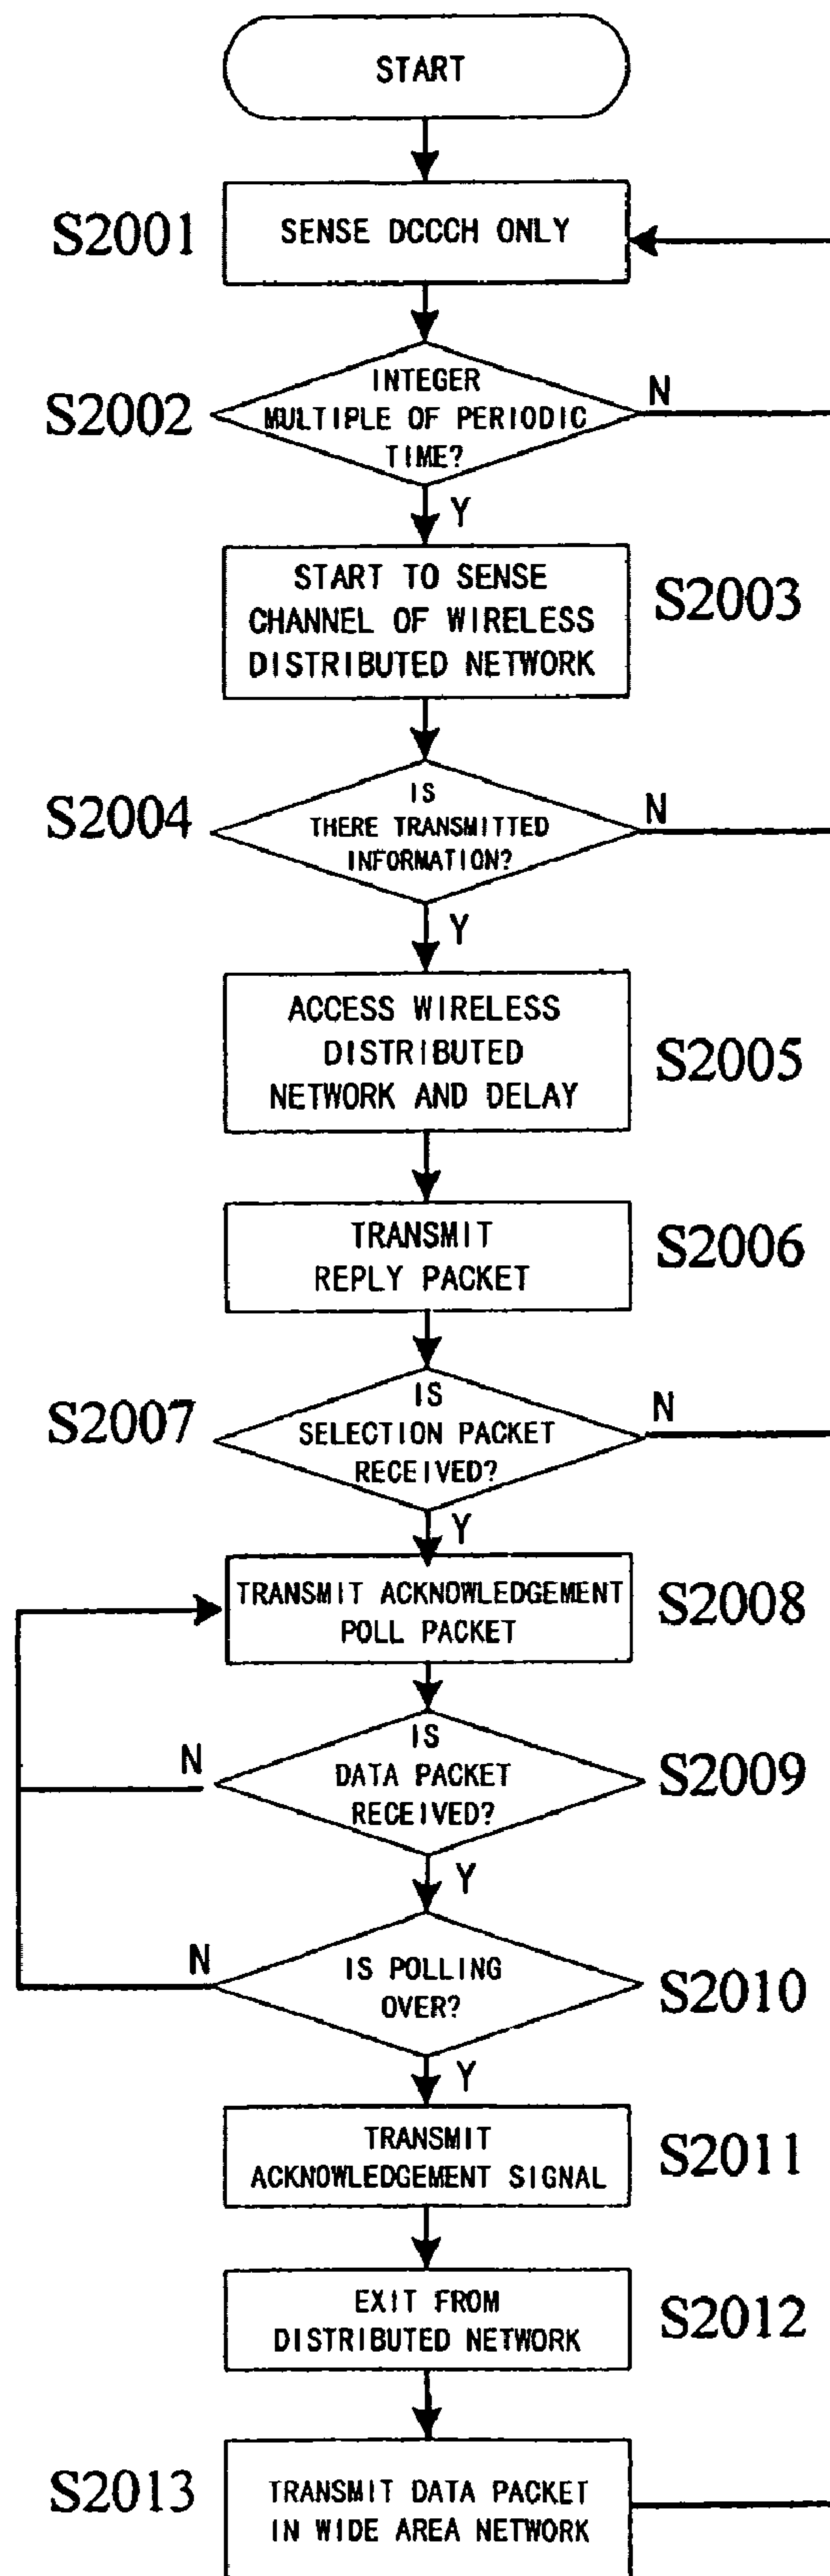 START
S2001
SENSE DCCCH ONLY
S2002
INTEGER
MULTIPLE OF PERIODIC
TIME?
N
Y
START TO SENSE
CHANNEL OF WIRELESS
DISTRIBUTED NETWORK
S2003
S2004
IS
THERE TRANSMITTED
INFORMATION?
N
Y
ACCESS WIRELESS
DISTRIBUTED
NETWORK AND DELAY
S2005
TRANSMIT
REPLY PACKET
S2006
S2007
IS
SELECTION PACKET
RECEIVED?
N
Y
TRANSMIT ACKNOWLEDGEMENT
POLL PACKET
S2008
N
IS
DATA PACKET
RECEIVED?
S2009
Y
N
IS POLLING
OVER?
S2010
Y
TRANSMIT
ACKNOWLEDGEMENT SIGNAL
S2011
EXIT FROM
DISTRIBUTED NETWORK
S2012
S2013
TRANSMIT DATA PACKET
IN WIDE AREA NETWORK